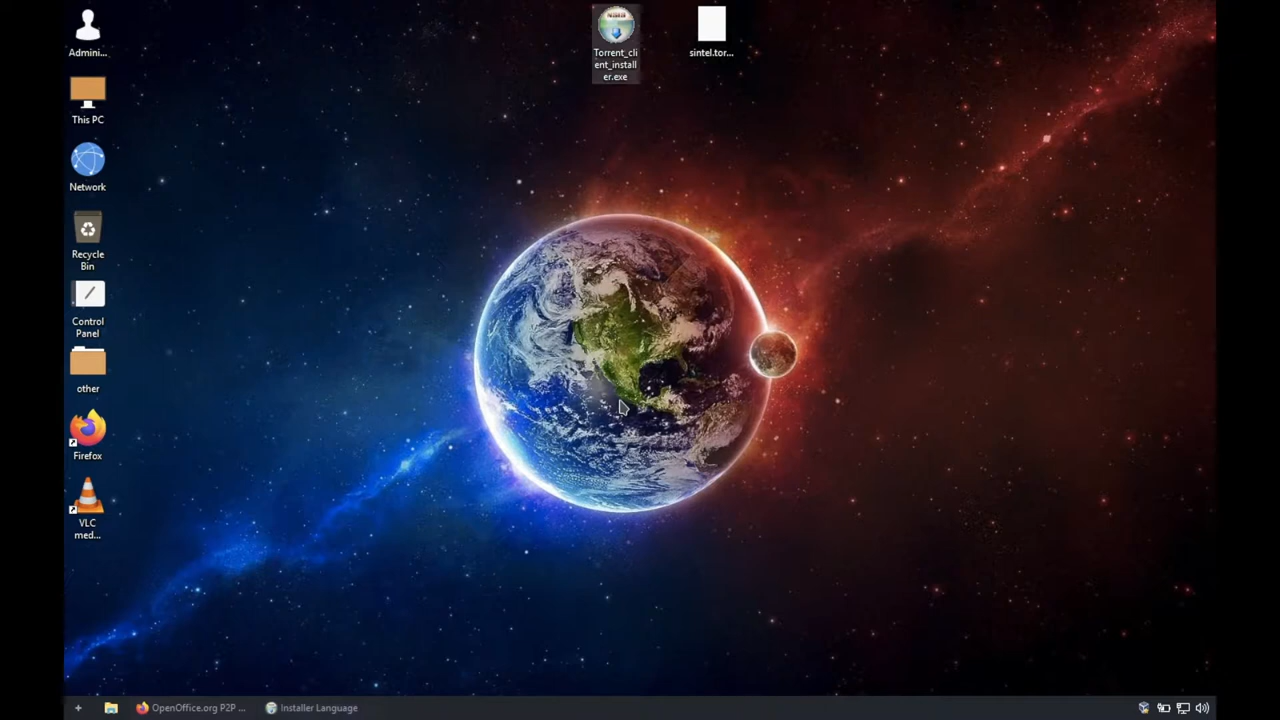 Admini...
This PC
Network
Recycle
Bin
Control
Panel
other
Firefox
VLC
med...
Torrent_cli
ent_install
er.exe
sintel.tor...
OpenOffice.org P2P ...
Installer Language